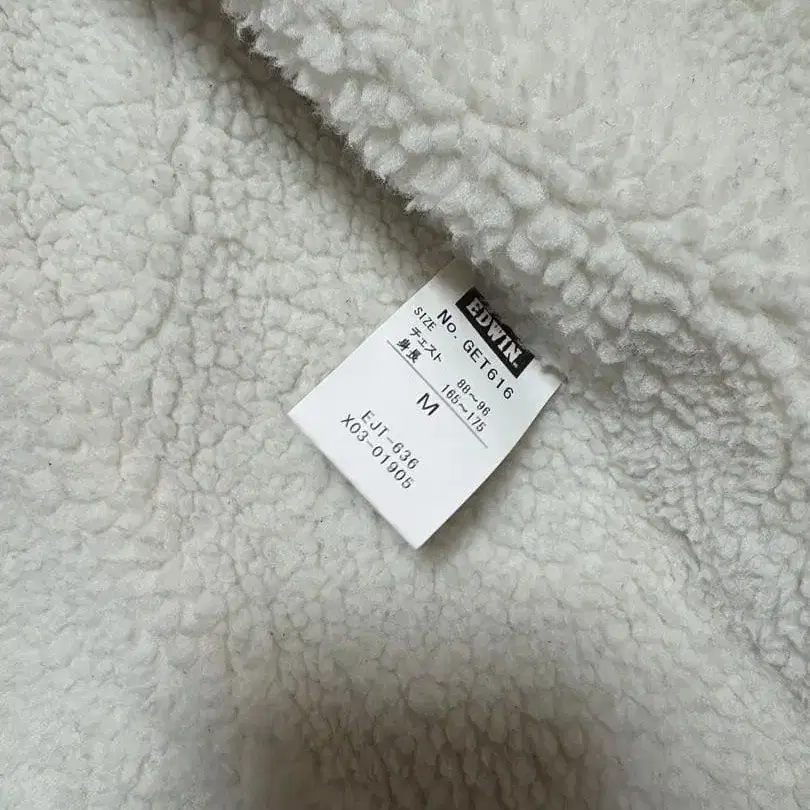 EDWIN
No. GET616
SIZE
チェスト 88〜96
身長 165〜175
M
EJT-636
X03-01905